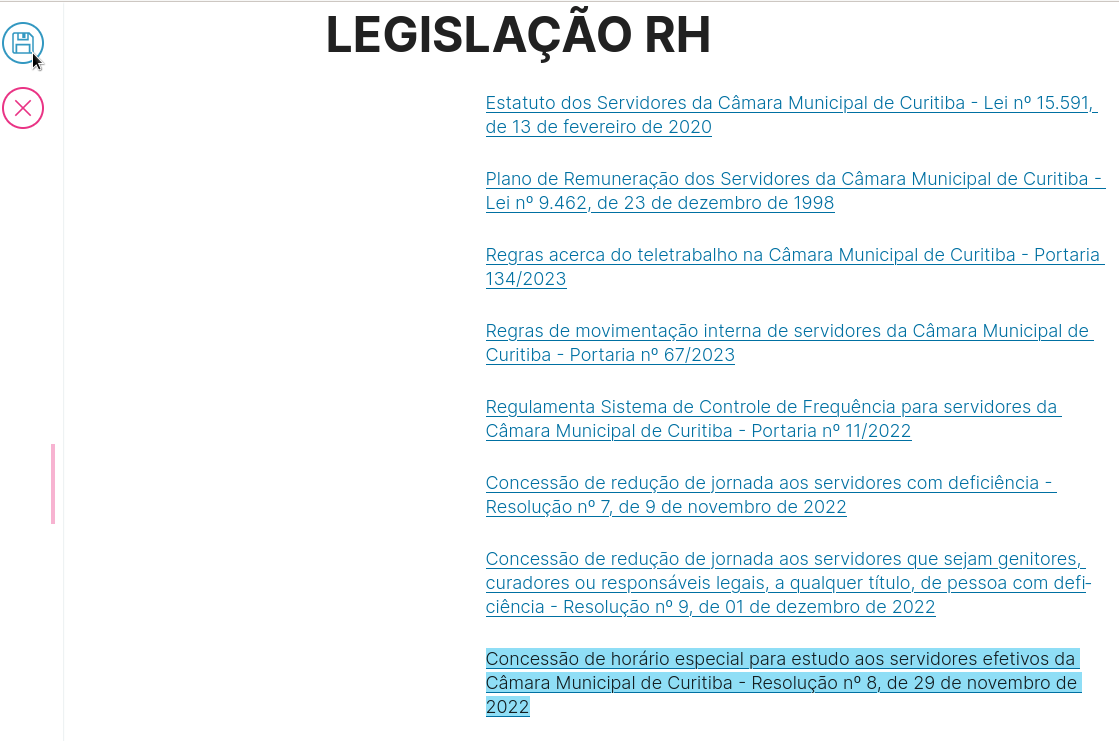 LEGISLAÇÃO RH
Estatuto dos Servidores da Câmara Municipal de Curitiba - Lei nº 15.591,
de 13 de fevereiro de 2020
Plano de Remuneração dos Servidores da Câmara Municipal de Curitiba -
Lei nº 9.462, de 23 de dezembro de 1998
Regras acerca do teletrabalho na Câmara Municipal de Curitiba - Portaria
134/2023
Regras de movimentação interna de servidores da Câmara Municipal de
Curitiba - Portaria nº 67/2023
Regulamenta Sistema de Controle de Frequência para servidores da
Câmara Municipal de Curitiba - Portaria nº 11/2022
Concessão de redução de jornada aos servidores com deficiência -
Resolução nº 7, de 9 de novembro de 2022
Concessão de redução de jornada aos servidores que sejam genitores,
curadores ou responsáveis legais, a qualquer título, de pessoa com defi-
ciência - Resolução nº 9, de 01 de dezembro de 2022
Concessão de horário especial para estudo aos servidores efetivos da
Câmara Municipal de Curitiba - Resolução nº 8, de 29 de novembro de
2022